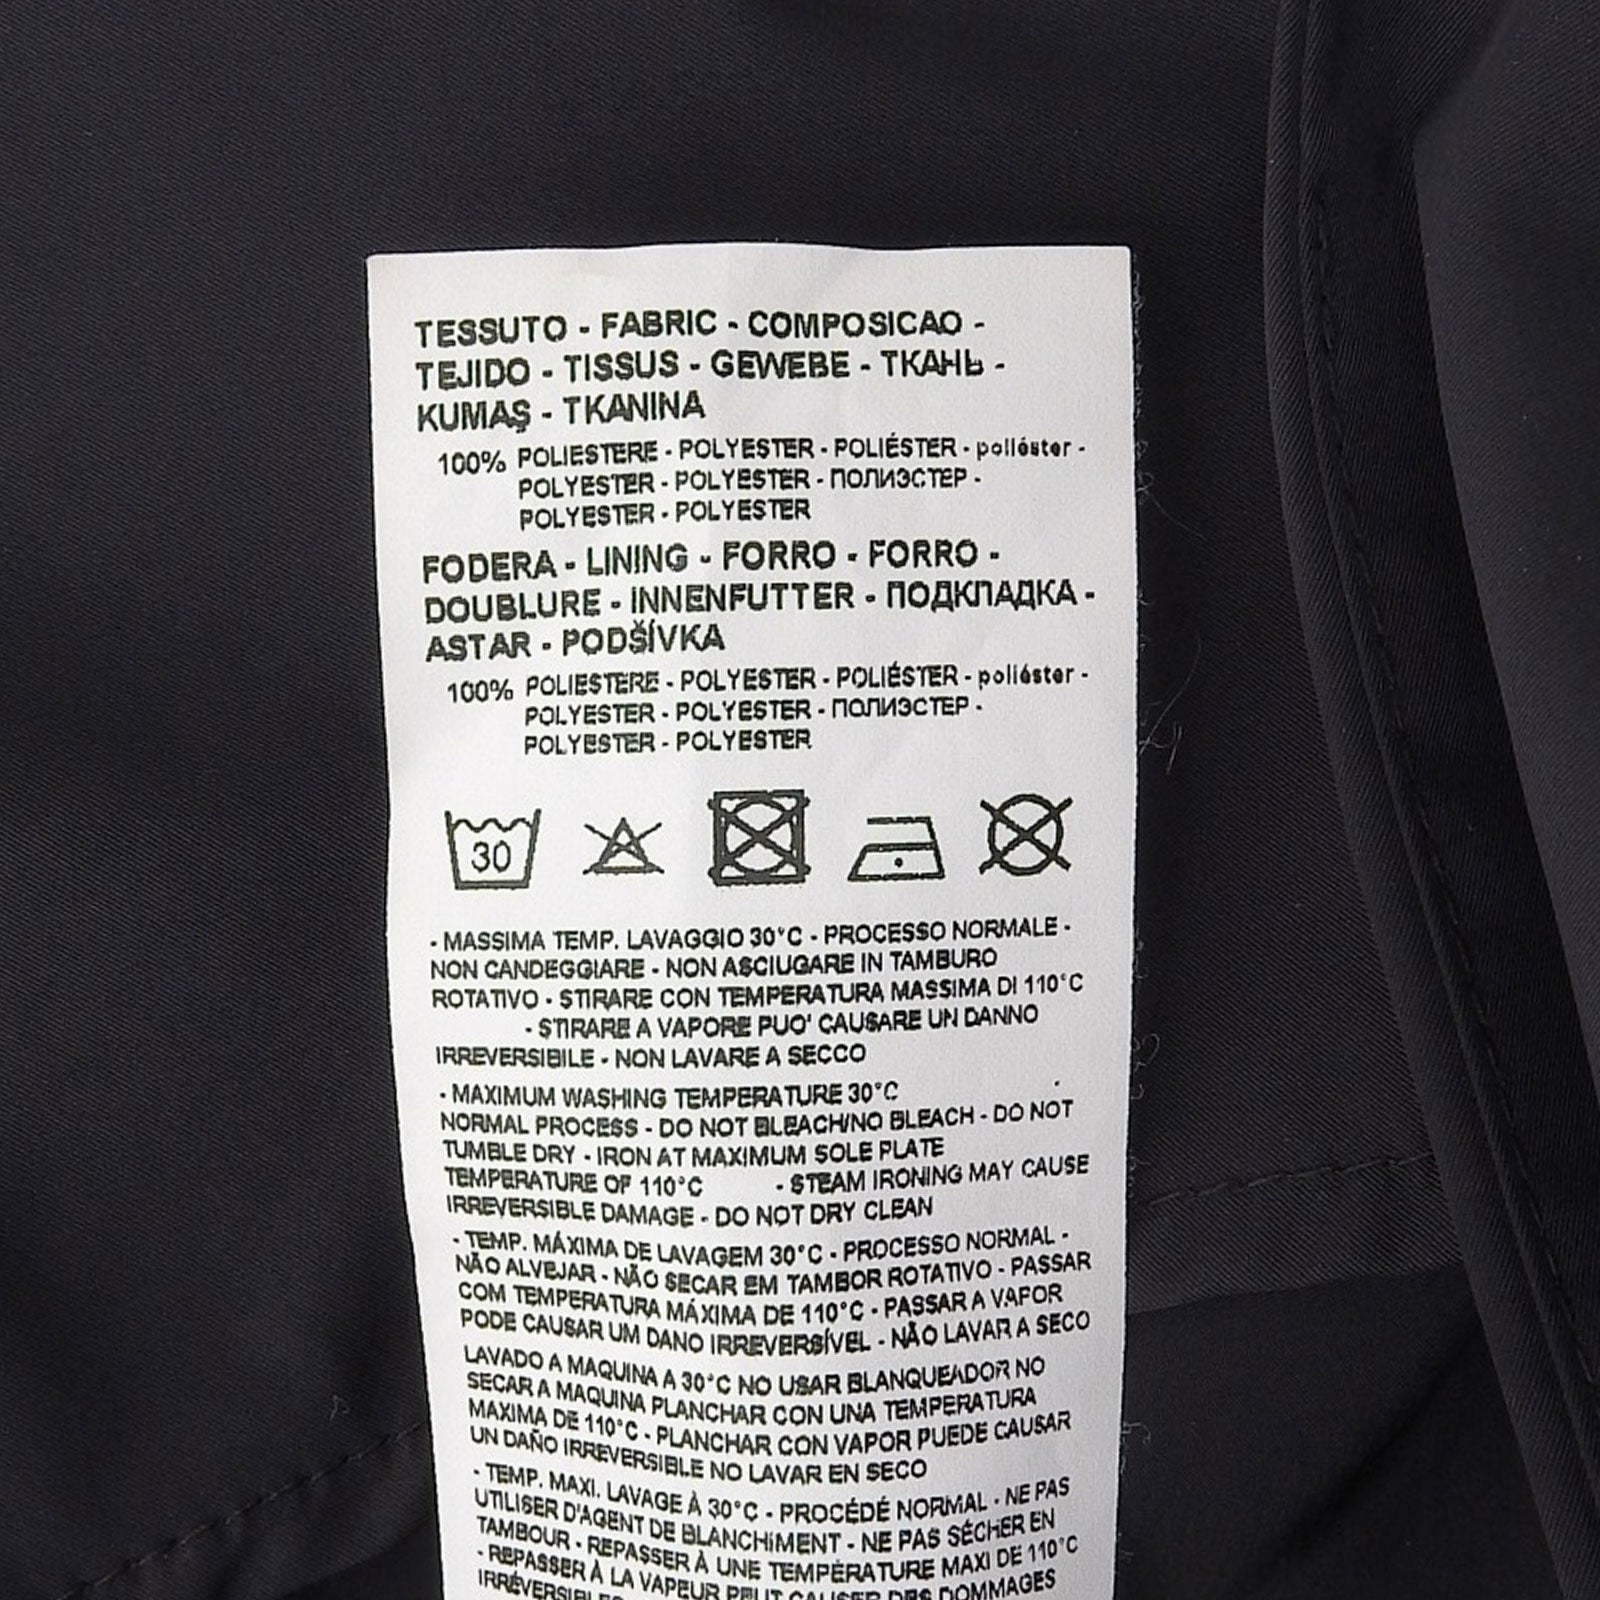 TESSUTO - FABRIC - COMPOSICAO -
TEJIDO - TISSUS - GEWEBE - ТКАНЬ -
KUMAŞ - TKANINA
100% POLIESTERE - POLYESTER - POLIÉSTER - poliéster -
POLYESTER - POLYESTER - ПОЛИЭСТЕР -
POLYESTER - POLYESTER
FODERA - LINING - FORRO - FORRO -
DOUBLURE - INNENFUTTER - ПОДКЛАДКА -
ASTAR - PODŠÍVKA
100% POLIESTERE - POLYESTER - POLIÉSTER - poliéster -
POLYESTER - POLYESTER - ПОЛИЭСТЕР -
POLYESTER - POLYESTER
30
- MASSIMA TEMP. LAVAGGIO 30°C - PROCESSO NORMALE -
NON CANDEGGIARE - NON ASCIUGARE IN TAMBURO
ROTATIVO - STIRARE CON TEMPERATURA MASSIMA DI 110°C
- STIRARE A VAPORE PUO' CAUSARE UN DANNO
IRREVERSIBILE - NON LAVARE A SECCO
- MAXIMUM WASHING TEMPERATURE 30°C
NORMAL PROCESS - DO NOT BLEACH/NO BLEACH - DO NOT
TUMBLE DRY - IRON AT MAXIMUM SOLE PLATE
TEMPERATURE OF 110°C - STEAM IRONING MAY CAUSE
IRREVERSIBLE DAMAGE - DO NOT DRY CLEAN
- TEMP. MÁXIMA DE LAVAGEM 30°C - PROCESSO NORMAL -
NÃO ALVEJAR - NÃO SECAR EM TAMBOR ROTATIVO - PASSAR
COM TEMPERATURA MÁXIMA DE 110°C - PASSAR A VAPOR
PODE CAUSAR UM DANO IRREVERSÍVEL - NÃO LAVAR A SECO
LAVADO A MAQUINA A 30°C NO USAR BLANQUEADOR NO
SECAR A MAQUINA PLANCHAR CON UNA TEMPERATURA
MAXIMA DE 110°C - PLANCHAR CON VAPOR PUEDE CAUSAR
UN DAÑO IRREVERSIBLE NO LAVAR EN SECO
- TEMP. MAXI. LAVAGE À 30°C - PROCÉDÉ NORMAL - NE PAS
UTILISER D'AGENT DE BLANCHIMENT - NE PAS SÉCHER EN
TAMBOUR - REPASSER À UNE TEMPÉRATURE MAXI DE 110°C
- REPASSER À LA VAPEUR PEUT CAUSER DES DOMMAGES